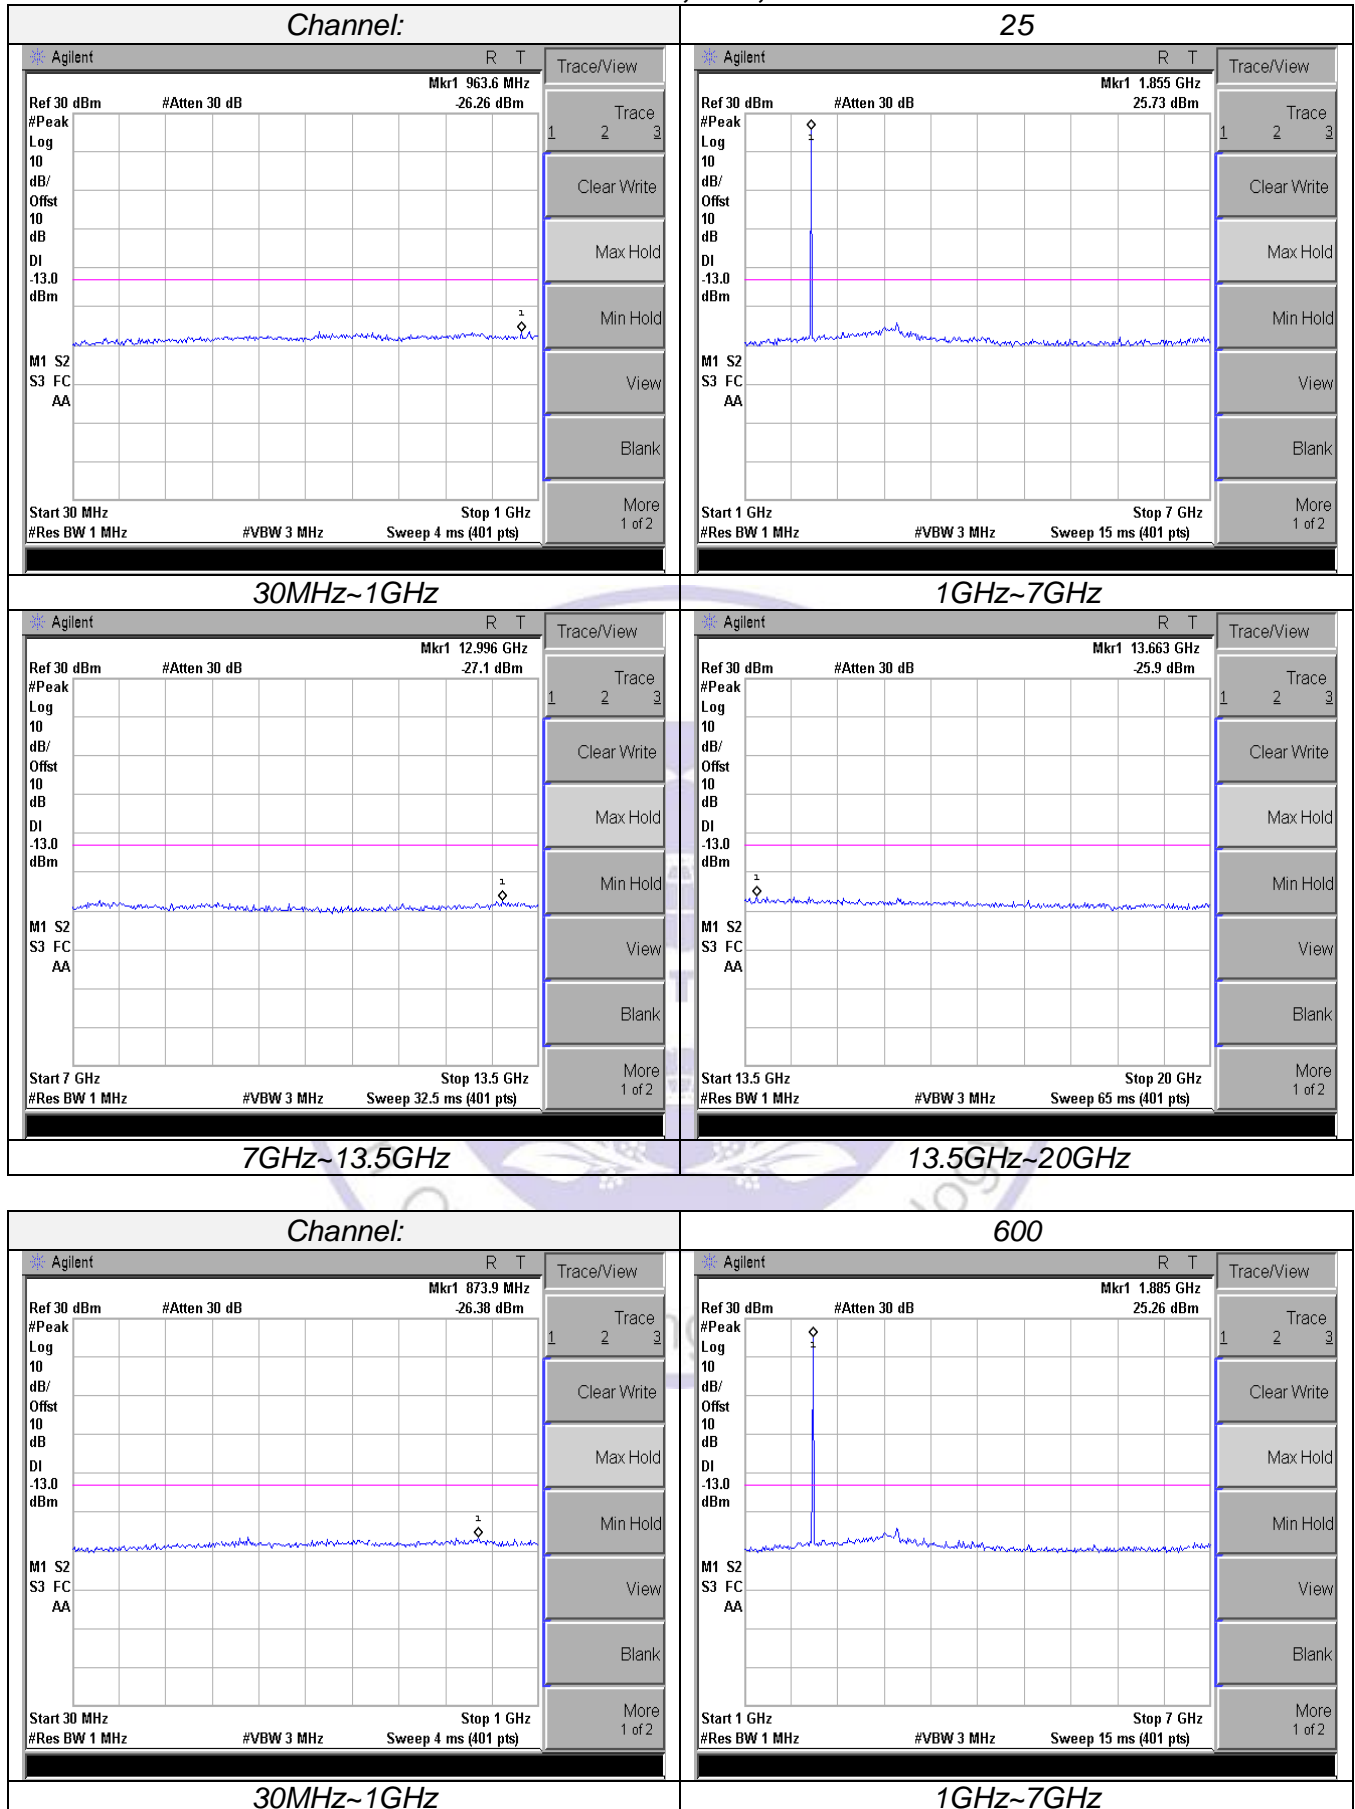 Channel: 25
Agilent R T Trace/View
Mkr1 963.6 MHz
Ref 30 dBm #Atten 30 dB -26.26 dBm
#Peak
Log
10
dB/
Offst
10
dB
DI
-13.0
dBm
M1 S2
S3 FC
AA
1
Start 30 MHz Stop 1 GHz
#Res BW 1 MHz #VBW 3 MHz Sweep 4 ms (401 pts)
Trace
1 2 3
Clear Write
Max Hold
Min Hold
View
Blank
More
1 of 2
Agilent R T Trace/View
Mkr1 1.855 GHz
Ref 30 dBm #Atten 30 dB 25.73 dBm
#Peak
Log
10
dB/
Offst
10
dB
DI
-13.0
dBm
M1 S2
S3 FC
AA
1
Start 1 GHz Stop 7 GHz
#Res BW 1 MHz #VBW 3 MHz Sweep 15 ms (401 pts)
Trace
1 2 3
Clear Write
Max Hold
Min Hold
View
Blank
More
1 of 2
30MHz~1GHz 1GHz~7GHz
Agilent R T Trace/View
Mkr1 12.996 GHz
Ref 30 dBm #Atten 30 dB -27.1 dBm
#Peak
Log
10
dB/
Offst
10
dB
DI
-13.0
dBm
M1 S2
S3 FC
AA
1
Start 7 GHz Stop 13.5 GHz
#Res BW 1 MHz #VBW 3 MHz Sweep 32.5 ms (401 pts)
Trace
1 2 3
Clear Write
Max Hold
Min Hold
View
Blank
More
1 of 2
Agilent R T Trace/View
Mkr1 13.663 GHz
Ref 30 dBm #Atten 30 dB -25.9 dBm
#Peak
Log
10
dB/
Offst
10
dB
DI
-13.0
dBm
M1 S2
S3 FC
AA
1
Start 13.5 GHz Stop 20 GHz
#Res BW 1 MHz #VBW 3 MHz Sweep 65 ms (401 pts)
Trace
1 2 3
Clear Write
Max Hold
Min Hold
View
Blank
More
1 of 2
7GHz~13.5GHz 13.5GHz~20GHz
Channel: 600
Agilent R T Trace/View
Mkr1 873.9 MHz
Ref 30 dBm #Atten 30 dB -26.38 dBm
#Peak
Log
10
dB/
Offst
10
dB
DI
-13.0
dBm
M1 S2
S3 FC
AA
1
Start 30 MHz Stop 1 GHz
#Res BW 1 MHz #VBW 3 MHz Sweep 4 ms (401 pts)
Trace
1 2 3
Clear Write
Max Hold
Min Hold
View
Blank
More
1 of 2
Agilent R T Trace/View
Mkr1 1.885 GHz
Ref 30 dBm #Atten 30 dB 25.26 dBm
#Peak
Log
10
dB/
Offst
10
dB
DI
-13.0
dBm
M1 S2
S3 FC
AA
1
Start 1 GHz Stop 7 GHz
#Res BW 1 MHz #VBW 3 MHz Sweep 15 ms (401 pts)
Trace
1 2 3
Clear Write
Max Hold
Min Hold
View
Blank
More
1 of 2
30MHz~1GHz 1GHz~7GHz